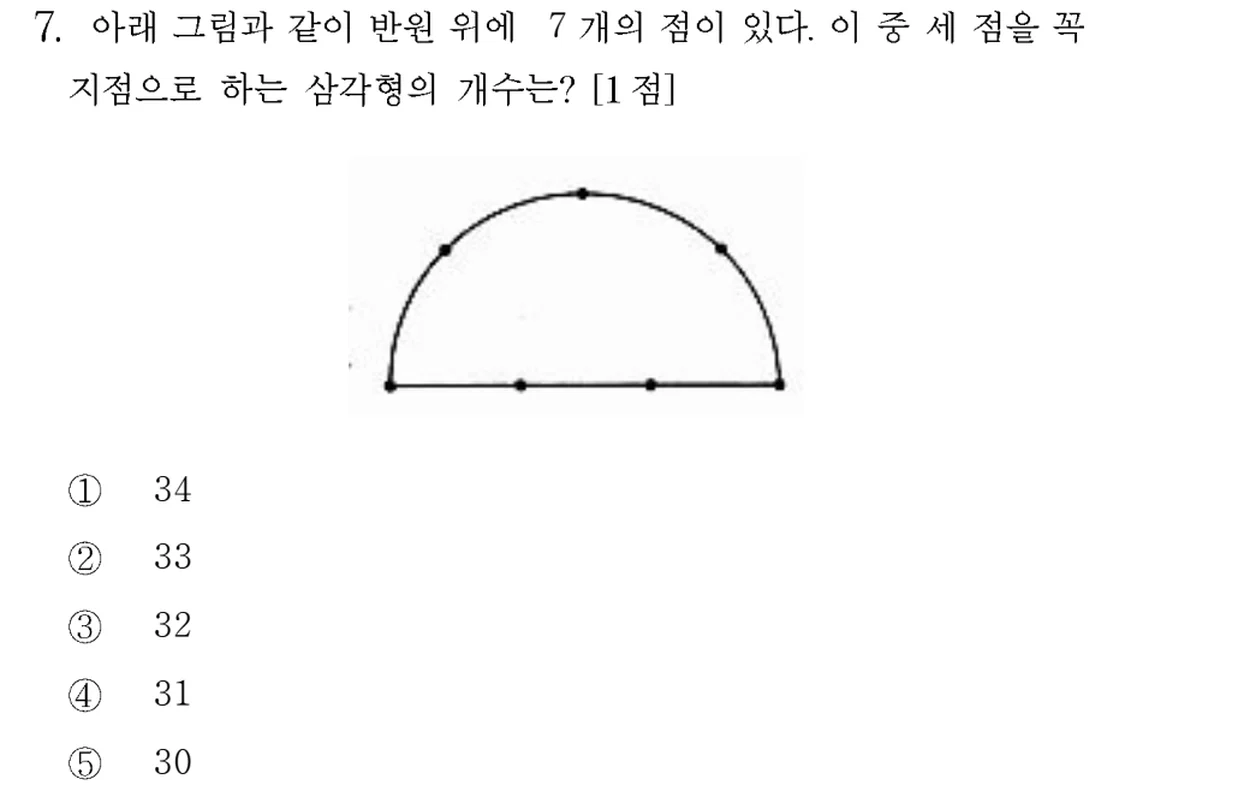 7. 아래 그림과 같이 반원 위에 7 개의 점이 있다. 이 중 세 점을 꼭
지점으로 하는 삼각형의 개수는? [1 점]
① 34
② 33
③ 32
④ 31
⑤ 30